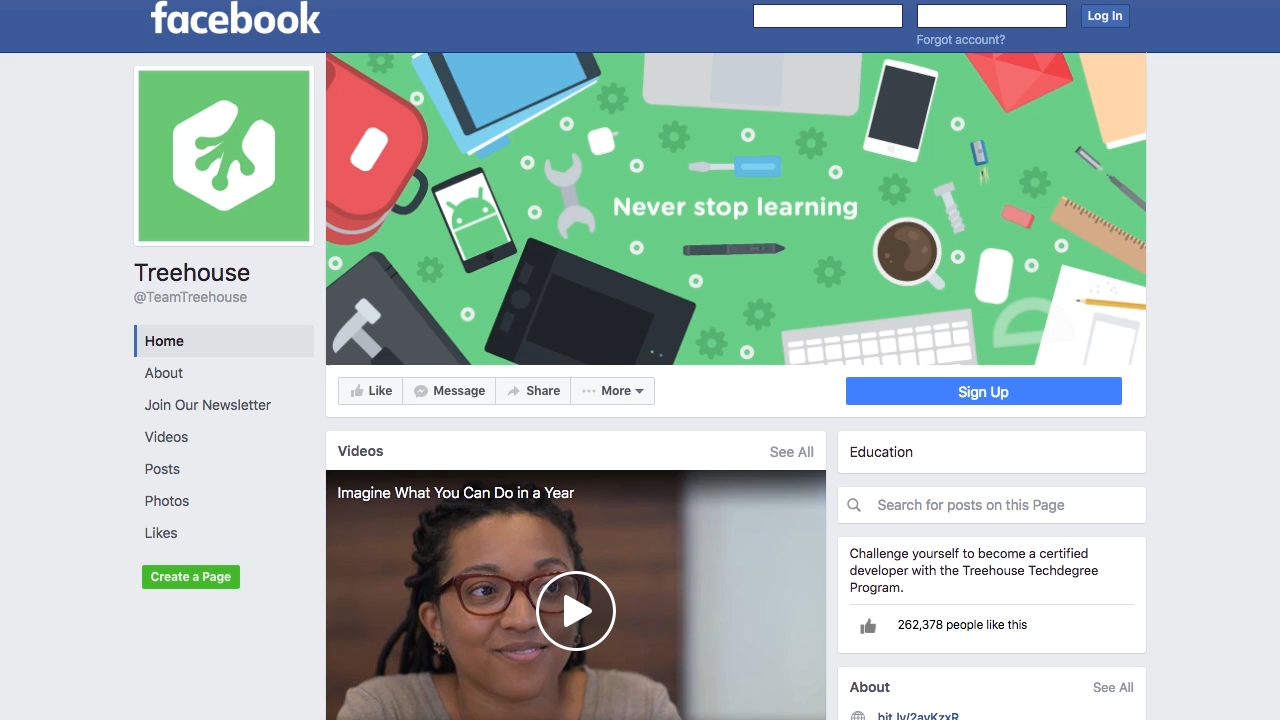 facebook
Log In
Forgot account?
Never stop learning
Treehouse
@TeamTreehouse
Home
About
Join Our Newsletter
Videos
Posts
Photos
Likes
Create a Page
Like
Message
Share
More
Sign Up
Videos
See All
Imagine What You Can Do in a Year
Education
Search for posts on this Page
Challenge yourself to become a certified
developer with the Treehouse Techdegree
Program.
262,378 people like this
About
See All